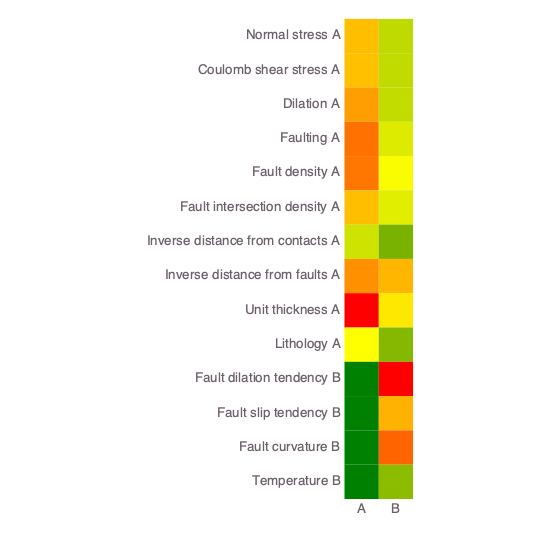 Normal stress A
Coulomb shear stress A
Dilation A
Faulting A
Fault density A
Fault intersection density A
Inverse distance from contacts A
Inverse distance from faults A
Unit thickness A
Lithology A
Fault dilation tendency B
Fault slip tendency B
Fault curvature B
Temperature B
A B